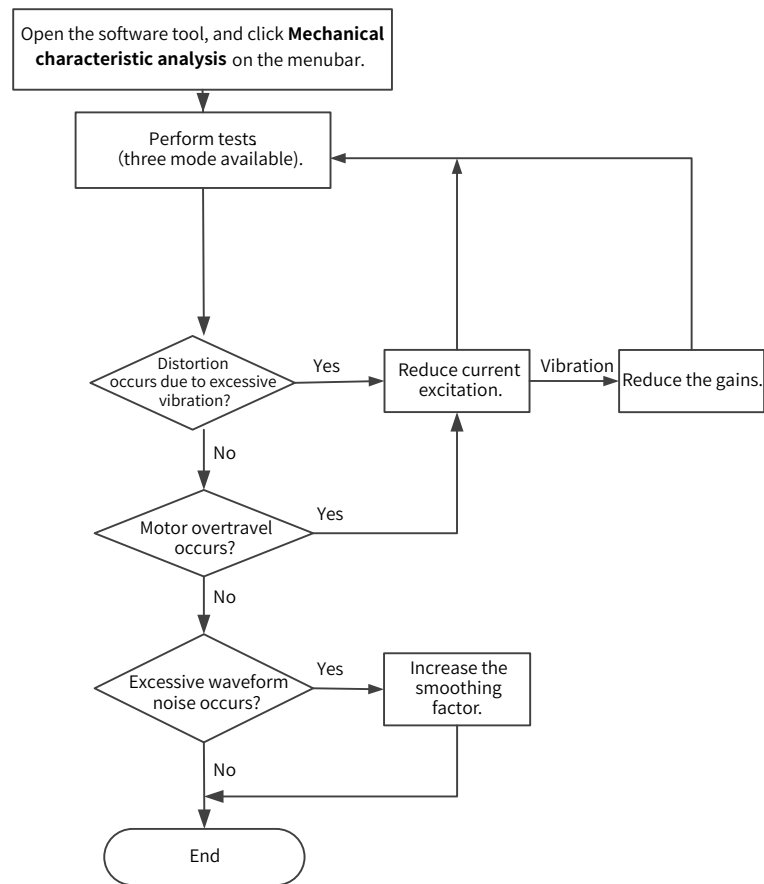 Open the software tool, and click Mechanical
characteristic analysis on the menubar.
Perform tests
(three mode available).
Distortion
occurs due to excessive
vibration?
Yes
Reduce current
excitation.
Vibration
Reduce the gains.
No
Motor overtravel
occurs?
Yes
No
Excessive waveform
noise occurs?
Yes
Increase the
smoothing
factor.
No
End